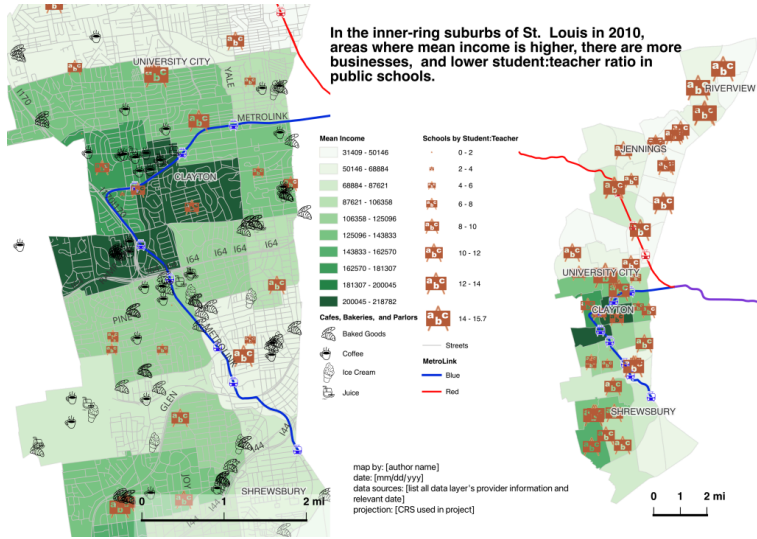 In the inner-ring suburbs of St. Louis in 2010,
areas where mean income is higher, there are more
businesses, and lower student:teacher ratio in
public schools.
UNIVERSITY CITY
YALE
I170
METROLINK
CLAYTON
I64
I64
I64
PINE
METROLINK
GLEN
I44
I44
JOY
I44
I44
SHREWSBURY
0 1 2 mi
Mean Income
31409 - 50146
50146 - 68884
68884 - 87621
87621 - 106358
106358 - 125096
125096 - 143833
143833 - 162570
162570 - 181307
181307 - 200045
200045 - 218782
Cafes, Bakeries, and Parlors
Baked Goods
Coffee
Ice Cream
Juice
Schools by Student:Teacher
0 - 2
2 - 4
4 - 6
6 - 8
8 - 10
10 - 12
12 - 14
14 - 15.7
Streets
MetroLink
Blue
Red
RIVERVIEW
JENNINGS
UNIVERSITY CITY
CLAYTON
SHREWSBURY
map by: [author name]
date: [mm/dd/yyy]
data sources: [list all data layer's provider information and
relevant date]
projection: [CRS used in project]
0 1 2 mi